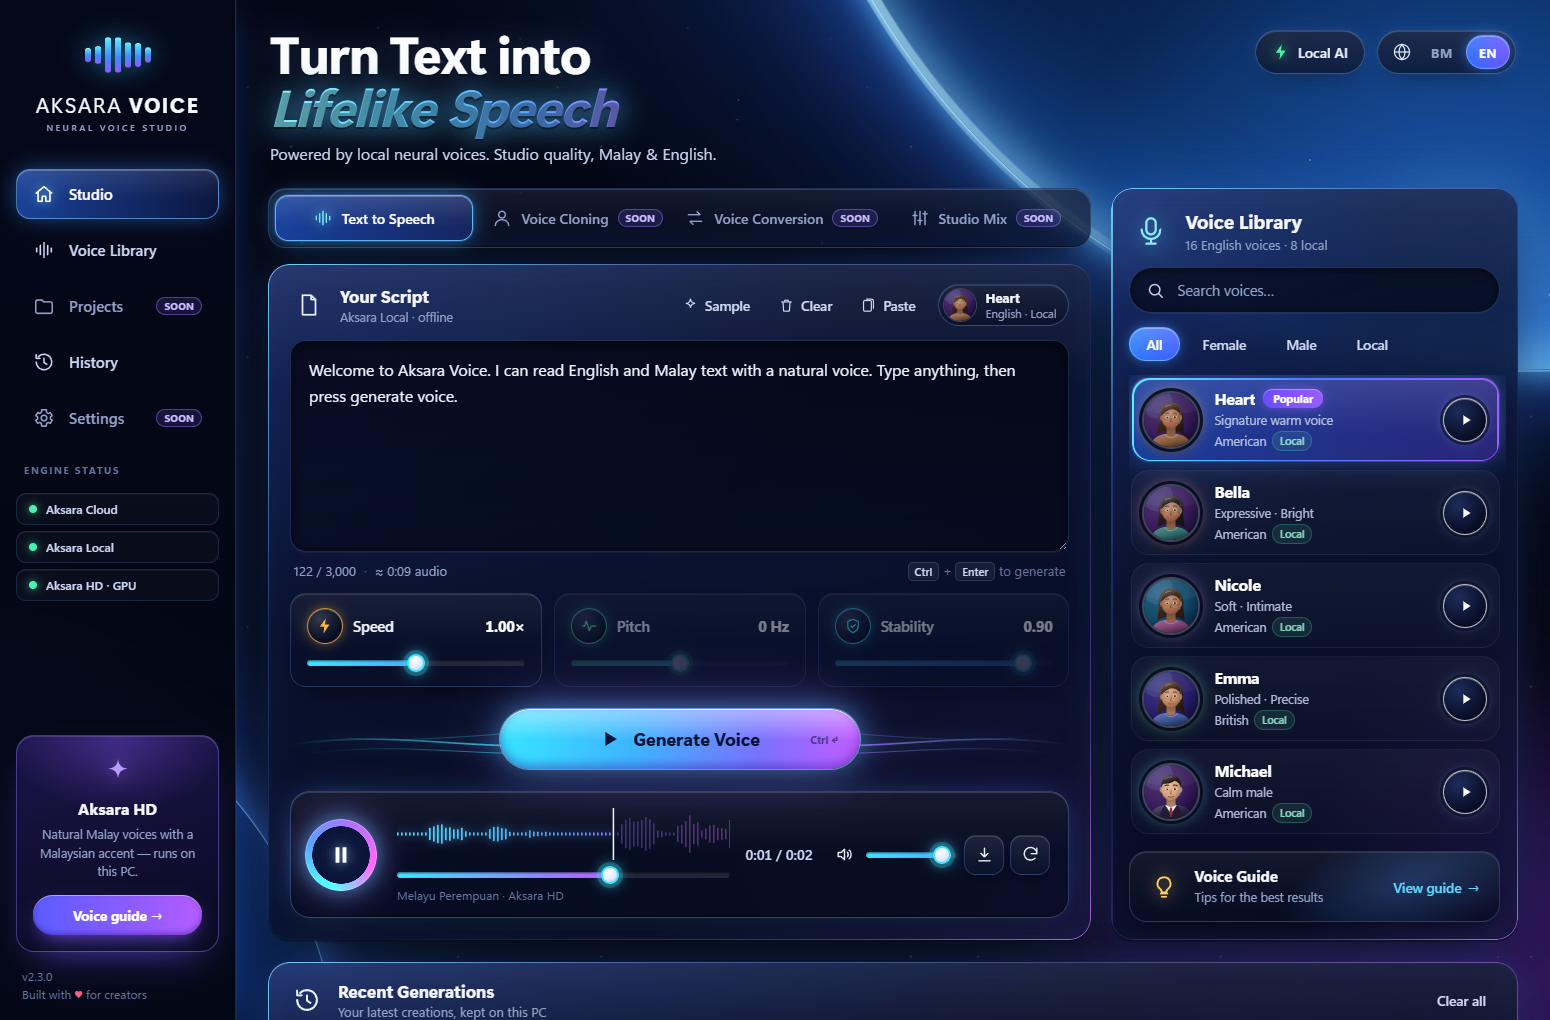 AKSARA VOICE
NEURAL VOICE STUDIO
Studio
Voice Library
Projects SOON
History
Settings SOON
ENGINE STATUS
Aksara Cloud
Aksara Local
Aksara HD · GPU
Aksara HD
Natural Malay voices with a
Malaysian accent — runs on
this PC.
Voice guide →
v2.3.0
Built with ♥ for creators
Turn Text into
Lifelike Speech
Powered by local neural voices. Studio quality, Malay & English.
Local AI
BM EN
Text to Speech
Voice Cloning SOON
Voice Conversion SOON
Studio Mix SOON
Your Script
Aksara Local · offline
Sample
Clear
Paste
Heart
English · Local
Welcome to Aksara Voice. I can read English and Malay text with a natural voice. Type anything, then
press generate voice.
122 / 3,000 · ≈ 0:09 audio
Ctrl + Enter to generate
Speed 1.00×
Pitch 0 Hz
Stability 0.90
Generate Voice Ctrl ↵
0:01 / 0:02
Melayu Perempuan · Aksara HD
Voice Library
16 English voices · 8 local
Search voices...
All Female Male Local
Heart Popular
Signature warm voice
American Local
Bella
Expressive · Bright
American Local
Nicole
Soft · Intimate
American Local
Emma
Polished · Precise
British Local
Michael
Calm male
American Local
Voice Guide
Tips for the best results
View guide →
Recent Generations
Your latest creations, kept on this PC
Clear all